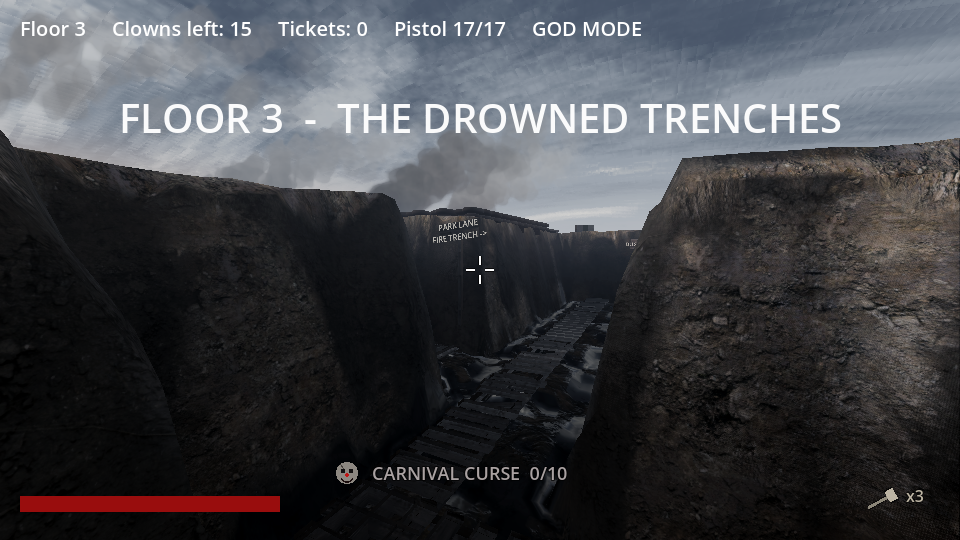 Floor 3 Clowns left: 15 Tickets: 0 Pistol 17/17 GOD MODE
FLOOR 3 - THE DROWNED TRENCHES
PARK LANE
FIRE TRENCH ->
CARNIVAL CURSE 0/10
x3